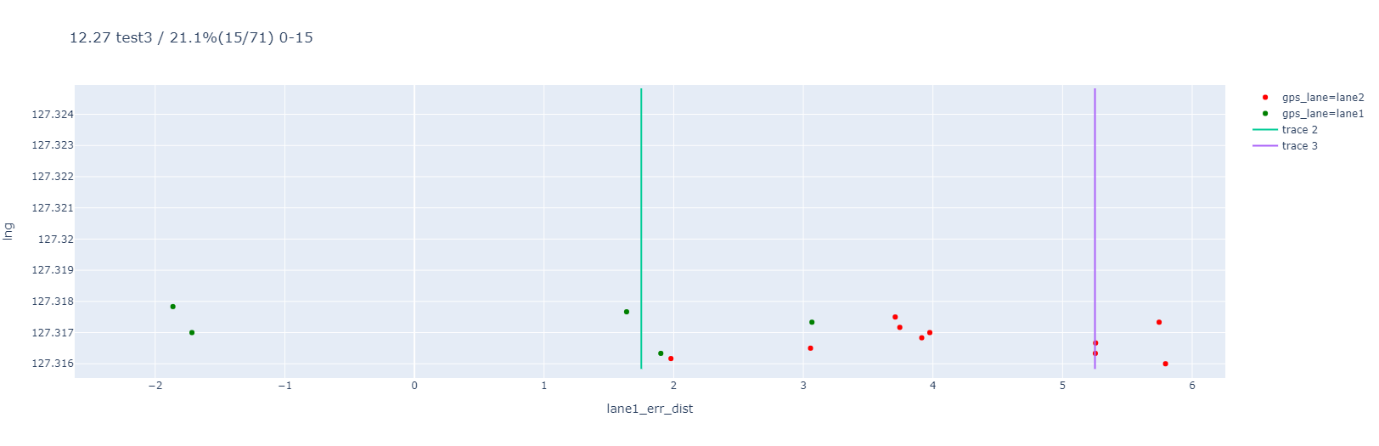 12.27 test3 / 21.1%(15/71) 0-15
gps_lane=lane2
gps_lane=lane1
trace 2
trace 3
127.324
127.323
127.322
127.321
127.32
127.319
127.318
127.317
127.316
lng
−2 −1 0 1 2 3 4 5 6
lane1_err_dist